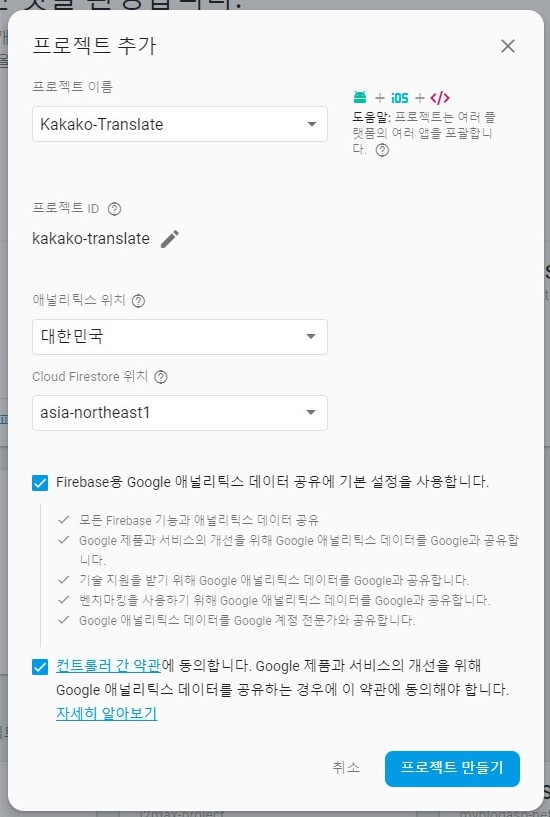 프로젝트 추가
프로젝트 이름
Kakako-Translate
+ iOS + </>
도움말: 프로젝트는 여러 플
랫폼의 여러 앱을 포괄합니
다.
프로젝트 ID
kakako-translate
애널리틱스 위치
대한민국
Cloud Firestore 위치
asia-northeast1
Firebase용 Google 애널리틱스 데이터 공유에 기본 설정을 사용합니다.
모든 Firebase 기능과 애널리틱스 데이터 공유
Google 제품과 서비스의 개선을 위해 Google 애널리틱스 데이터를 Google과 공유합
니다.
기술 지원을 받기 위해 Google 애널리틱스 데이터를 Google과 공유합니다.
벤치마킹을 사용하기 위해 Google 애널리틱스 데이터를 Google과 공유합니다.
Google 애널리틱스 데이터를 Google 계정 전문가와 공유합니다.
컨트롤러 간 약관에 동의합니다. Google 제품과 서비스의 개선을 위해
Google 애널리틱스 데이터를 공유하는 경우에 이 약관에 동의해야 합니다.
자세히 알아보기
취소
프로젝트 만들기